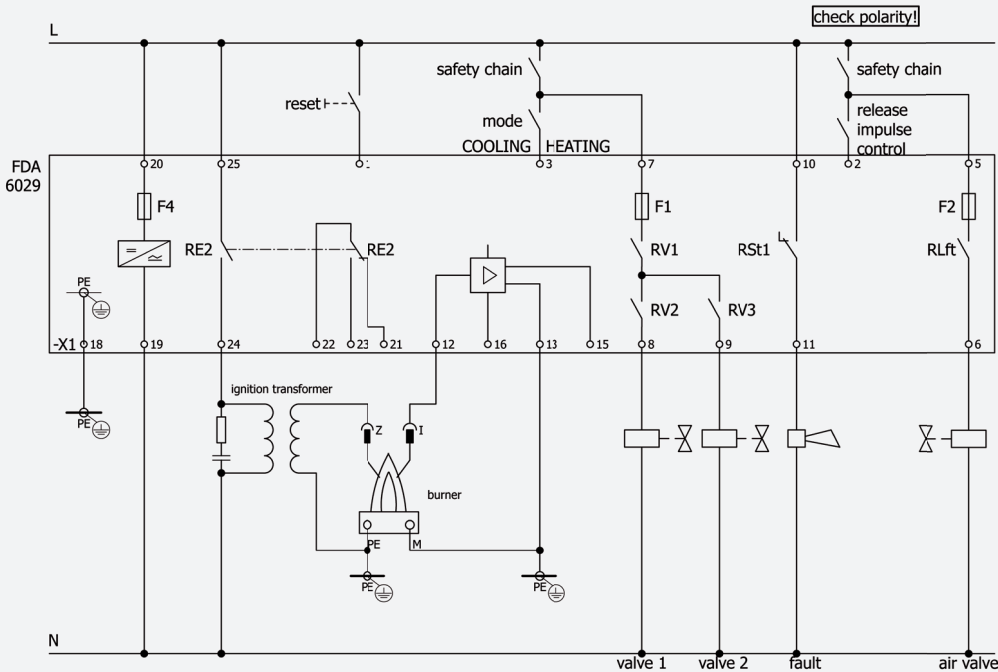 check polarity!
L
safety chain
safety chain
reset
mode
release
impulse
control
COOLING HEATING
FDA
6029
20
25
3
7
10
2
5
F4
F1
F2
RE2
RE2
RV1
RSt1
RLft
PE
RV2
RV3
-X1
18
19
24
22
23
21
12
16
13
15
8
9
11
6
ignition transformer
PE
Z
I
burner
PE
M
PE
PE
N
valve 1
valve 2
fault
air valve